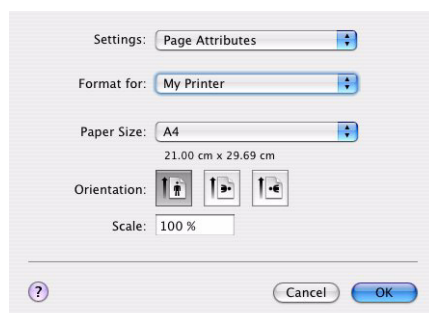 Settings: Page Attributes
Format for: My Printer
Paper Size: A4
21.00 cm x 29.69 cm
Orientation:
Scale: 100 %
? Cancel OK